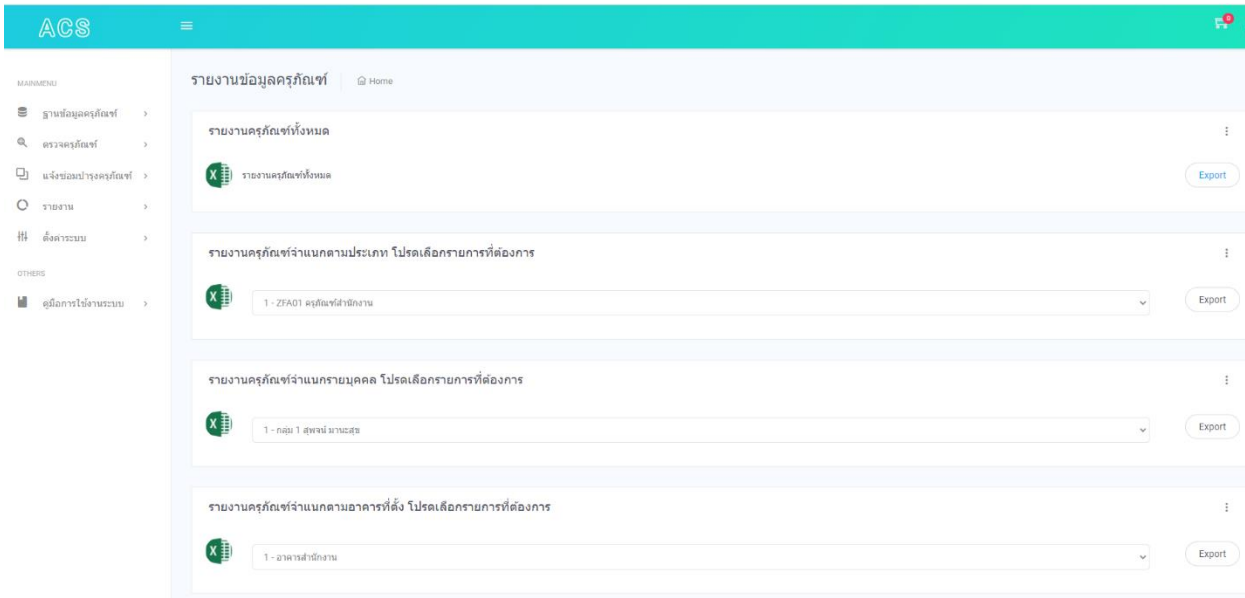 ACS
0
MAINMENU
ฐานข้อมูลครุภัณฑ์
ตรวจครุภัณฑ์
แจ้งซ่อมบำรุงครุภัณฑ์
รายงาน
ตั้งค่าระบบ
OTHERS
คู่มือการใช้งานระบบ
รายงานข้อมูลครุภัณฑ์
Home
รายงานครุภัณฑ์ทั้งหมด
รายงานครุภัณฑ์ทั้งหมด
Export
รายงานครุภัณฑ์จำแนกตามประเภท โปรดเลือกรายการที่ต้องการ
1 - ZFA01 ครุภัณฑ์สำนักงาน
Export
รายงานครุภัณฑ์จำแนกรายบุคคล โปรดเลือกรายการที่ต้องการ
1 - กลุ่ม 1 สุพจน์ มานะสุข
Export
รายงานครุภัณฑ์จำแนกตามอาคารที่ตั้ง โปรดเลือกรายการที่ต้องการ
1 - อาคารสำนักงาน
Export